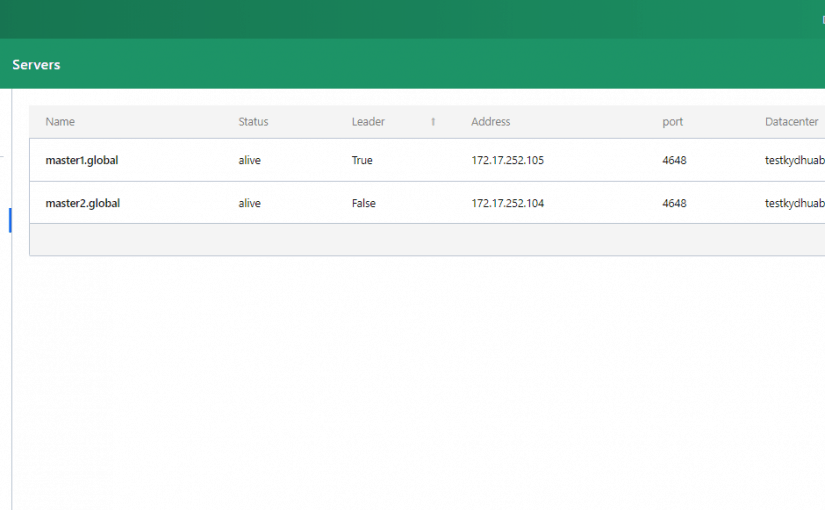 Servers
Name Status Leader Address port Datacenter
master1.global alive True 172.17.252.105 4648 testkydhuab
master2.global alive False 172.17.252.104 4648 testkydhuab